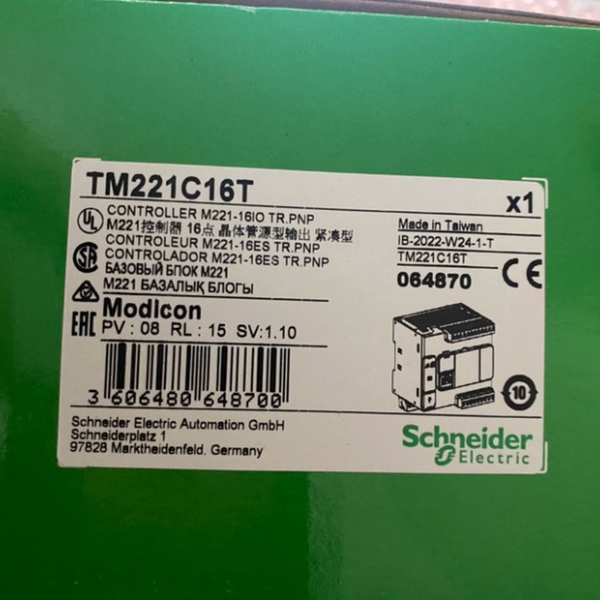 TM221C16T
x1
CONTROLLER M221-16IO TR.PNP
M221控制器 16点 晶体管源型输出 紧凑型
CONTROLEUR M221-16ES TR.PNP
CONTROLADOR M221-16ES TR.PNP
БАЗОВЫЙ БЛОК M221
M221 БАЗАЛЫҚ БЛОГЫ
Modicon
PV : 08 RL : 15 SV:1.10
UL
SA
EAC
Made in Taiwan
IB-2022-W24-1-T
TM221C16T
064870
CE
3 606480 648700
10
Schneider Electric Automation GmbH
Schneiderplatz 1
97828 Marktheidenfeld, Germany
Schneider
Electric